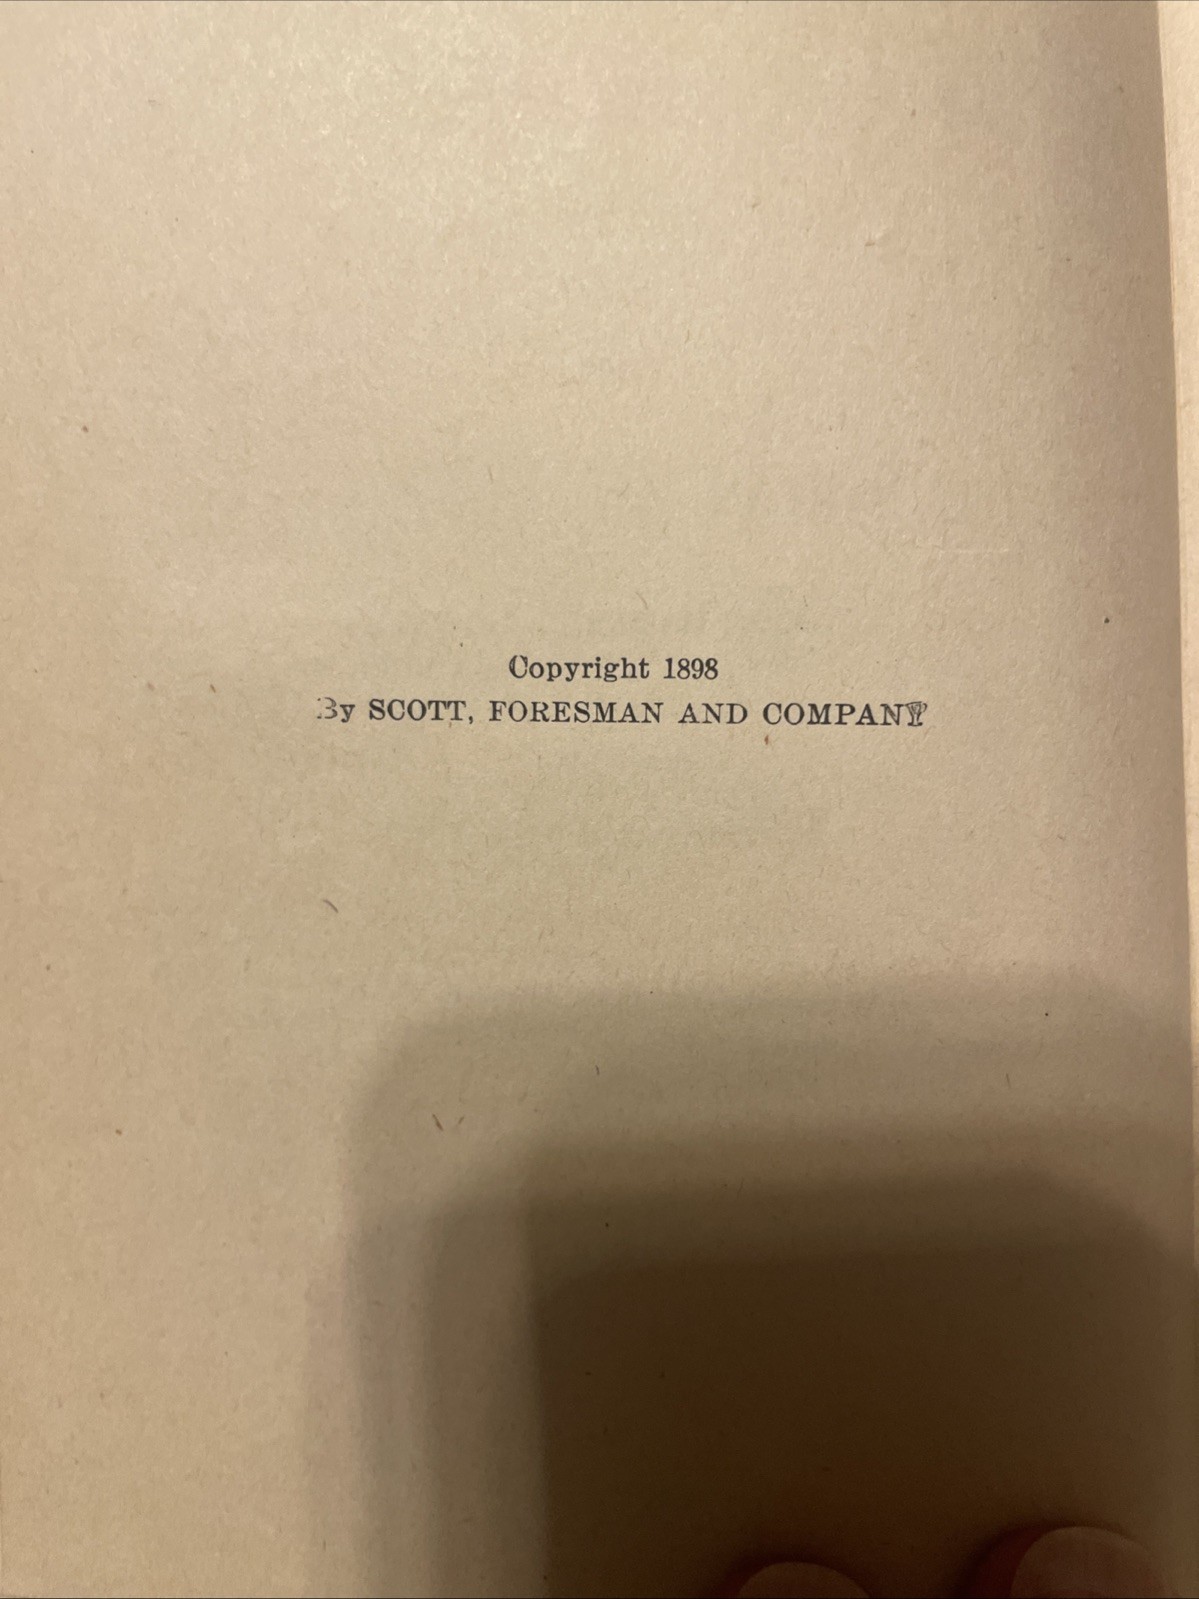 Copyright 1898
By SCOTT, FORESMAN AND COMPANY